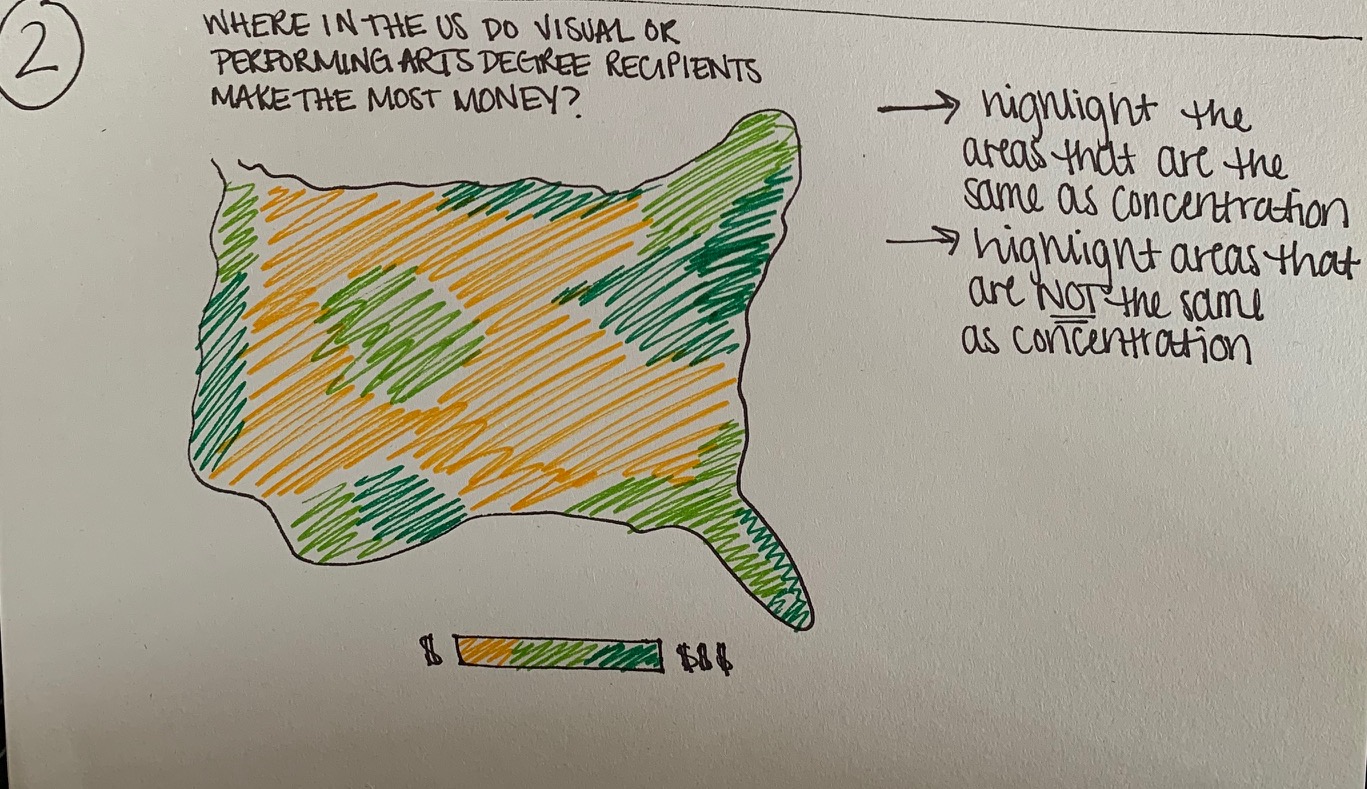 2
WHERE IN THE US DO VISUAL OR
PERFORMING ARTS DEGREE RECIPIENTS
MAKE THE MOST MONEY?
→ highlight the
areas that are the
same as concentration
→ highlight areas that
are NOT the same
as concentration
$ $$$